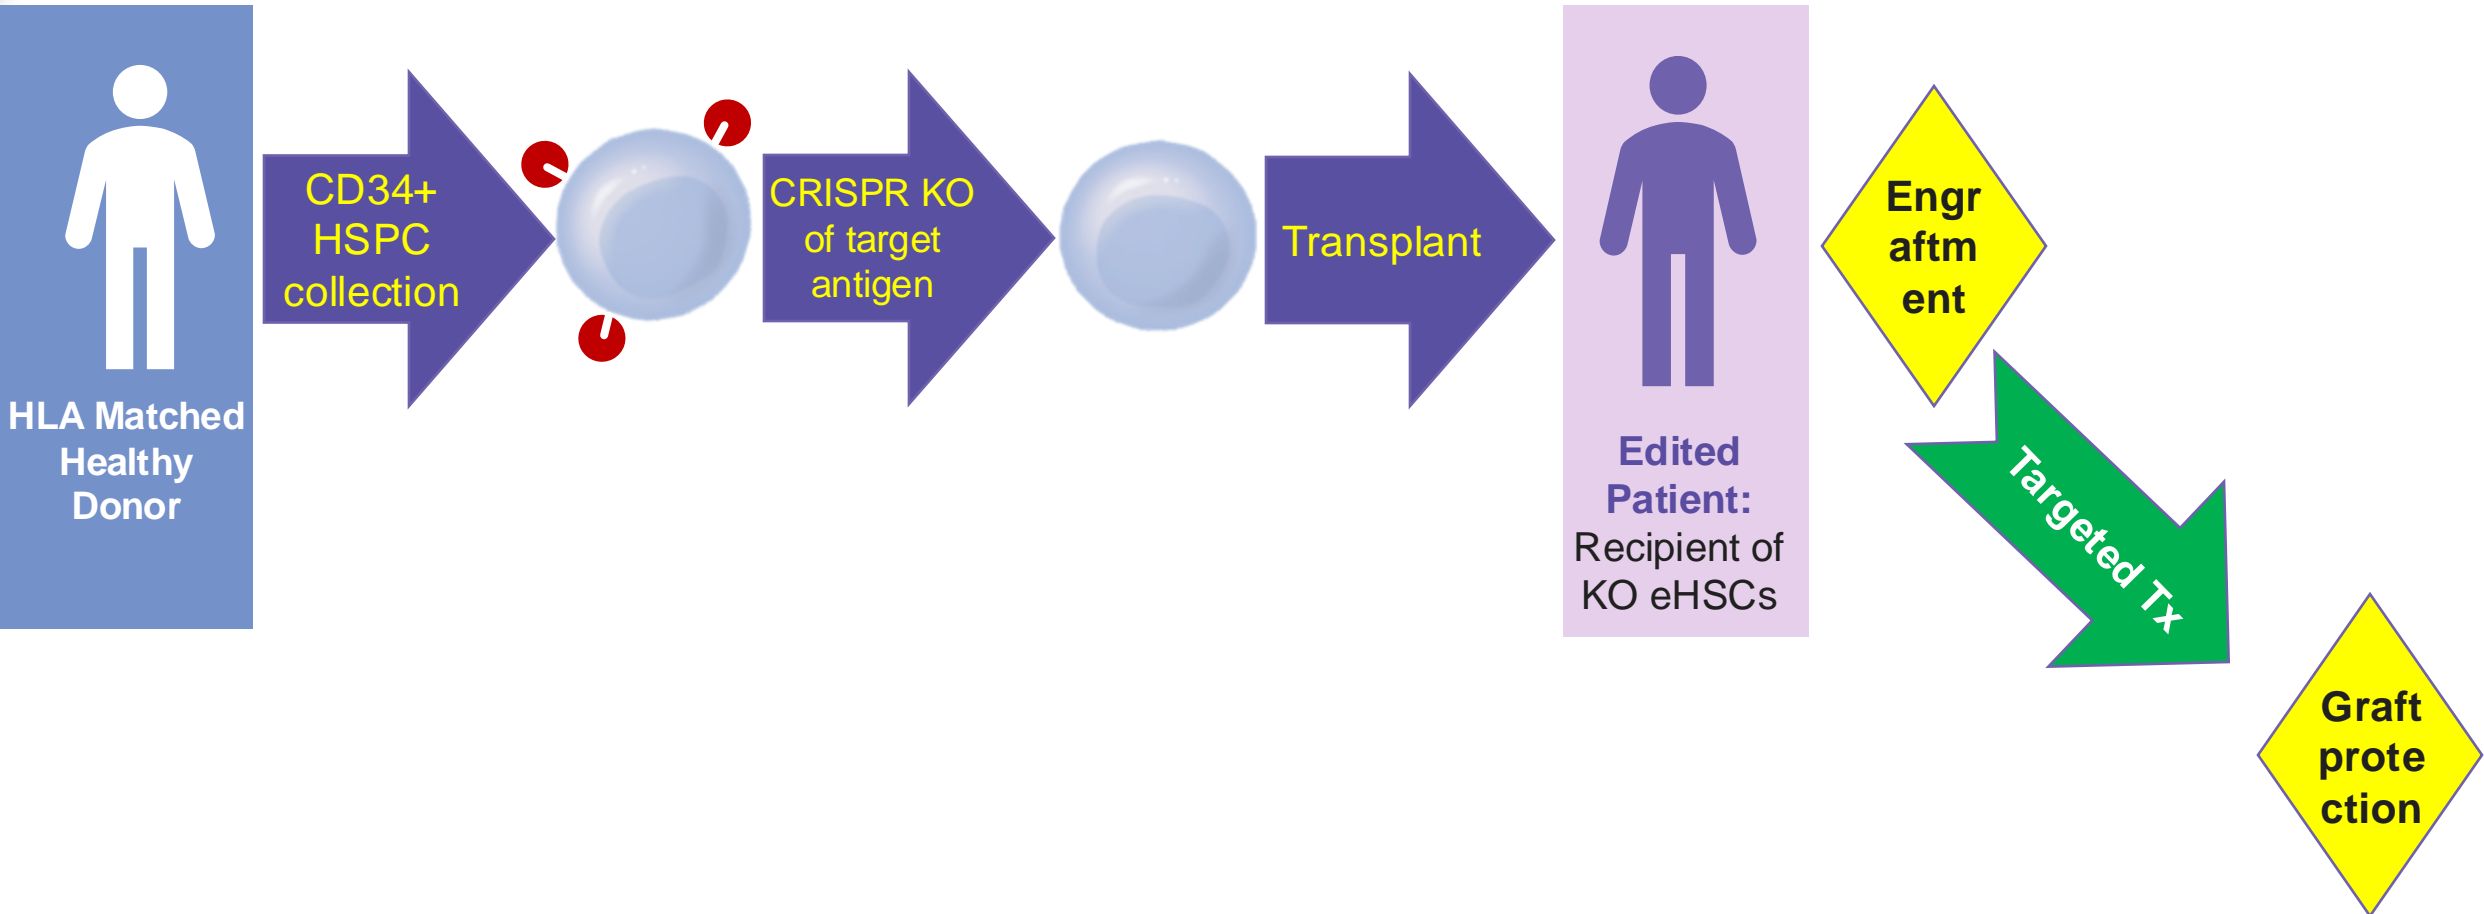 HLA Matched
Healthy
Donor
CD34+
HSPC
collection
CRISPR KO
of target
antigen
Transplant
Edited
Patient:
Recipient of
KO eHSCs
Engr
aftm
ent
Targeted Tx
Graft
prote
ction